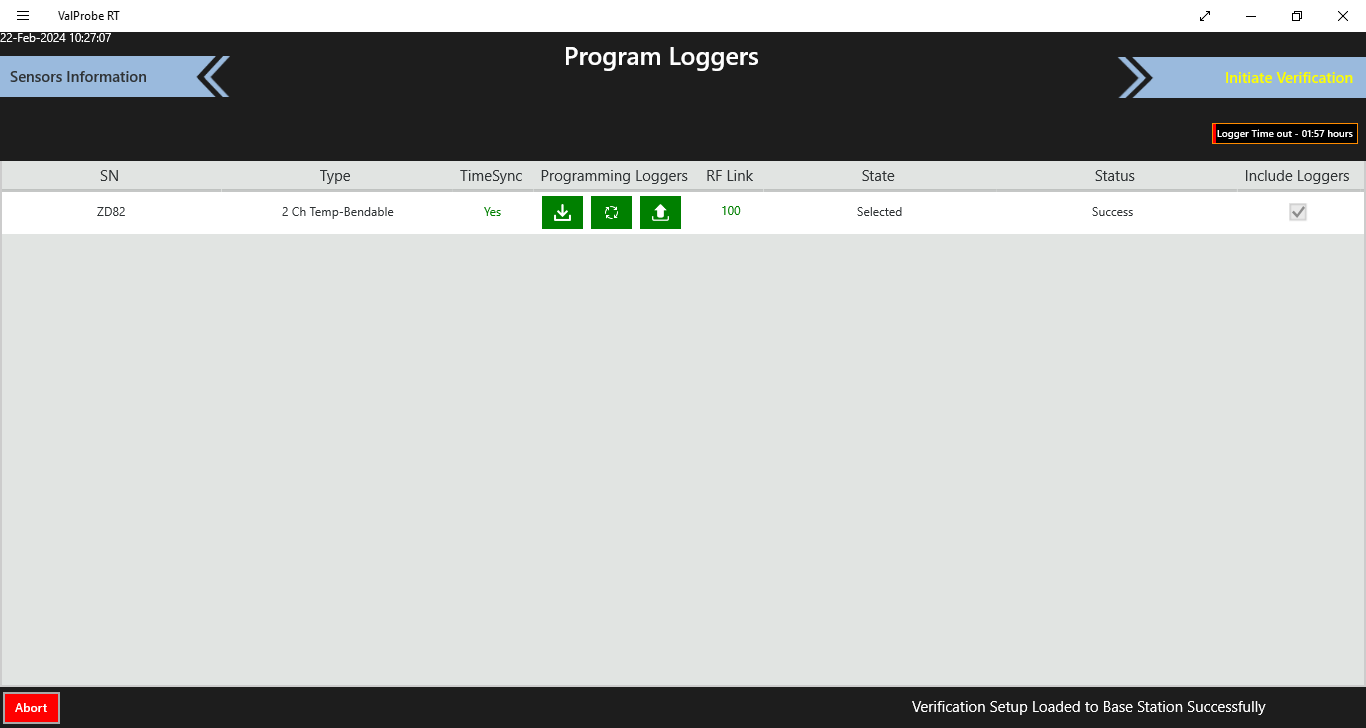 ValProbe RT
22-Feb-2024 10:27:07
Program Loggers
Sensors Information
Initiate Verification
Logger Time out - 01:57 hours
SN Type TimeSync Programming Loggers RF Link State Status Include Loggers
ZD82 2 Ch Temp-Bendable Yes 100 Selected Success
Abort
Verification Setup Loaded to Base Station Successfully